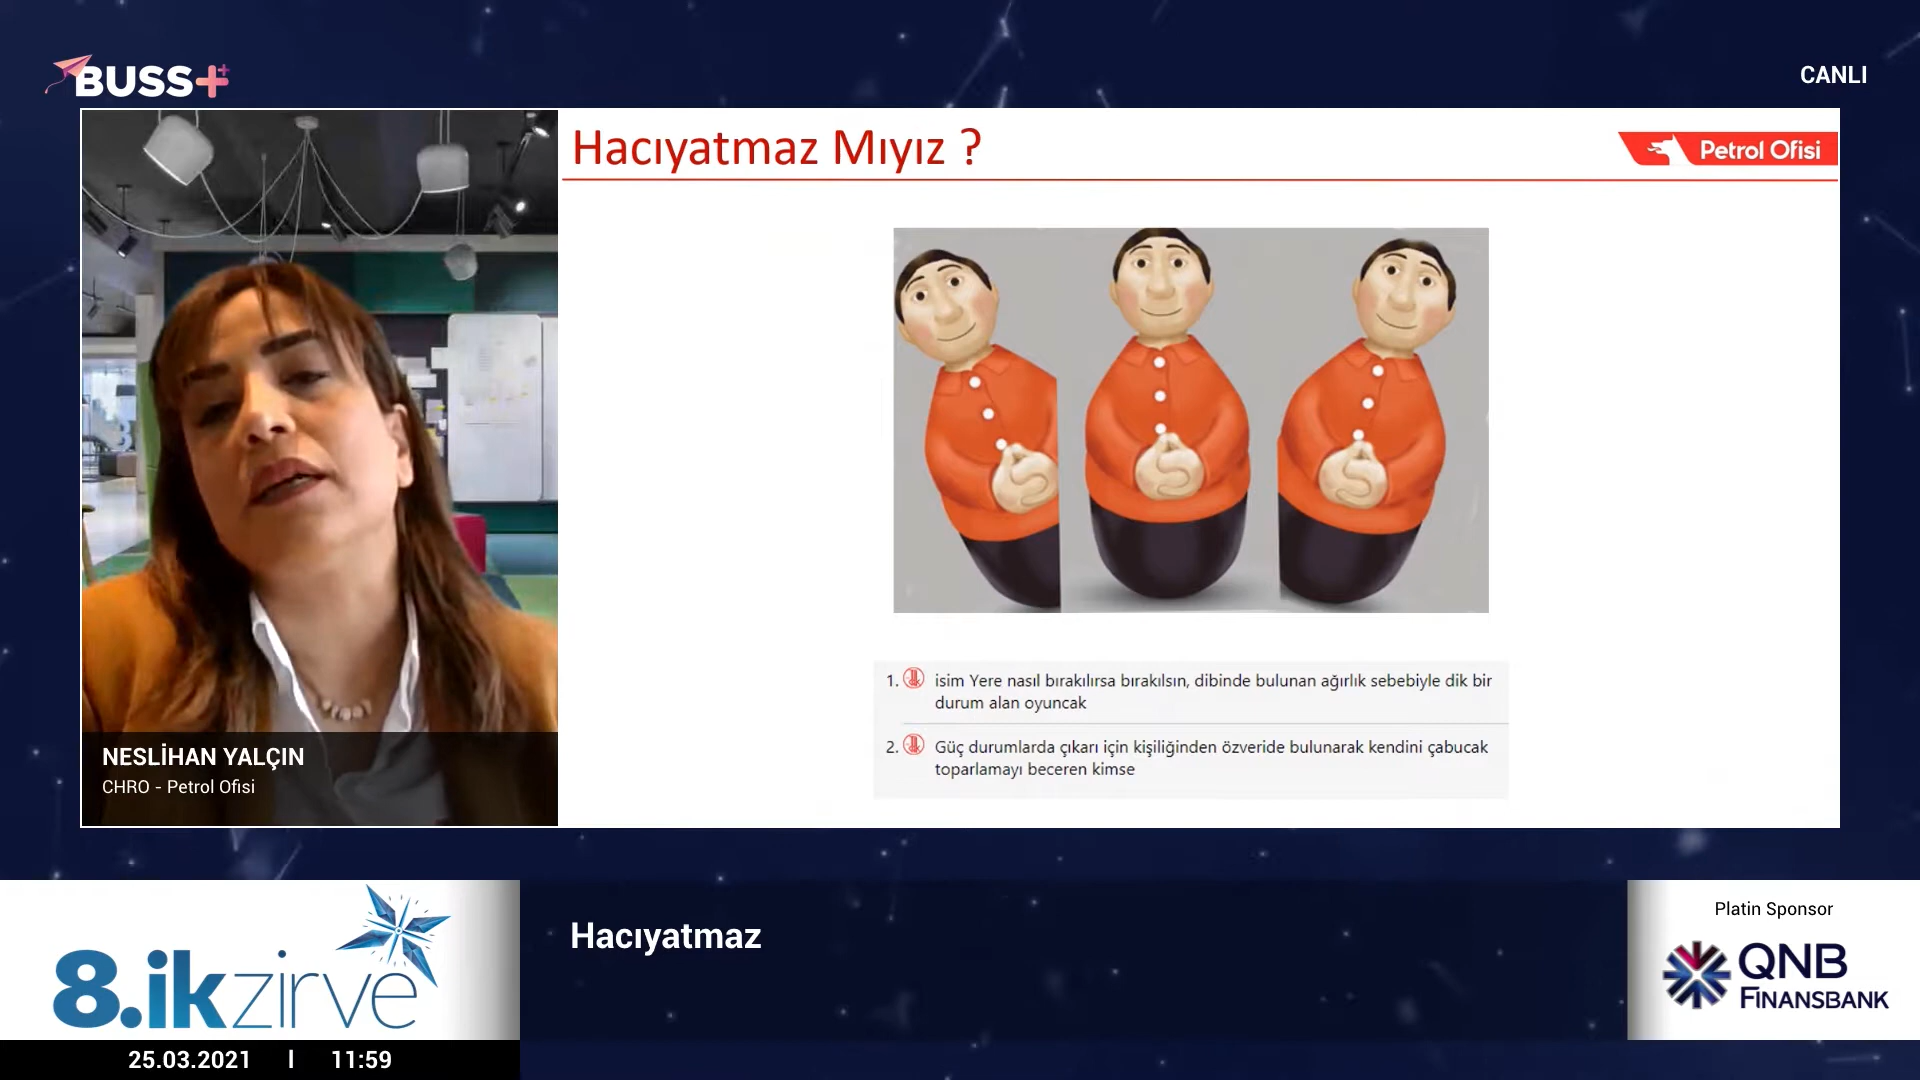 BUSS+
CANLI
Hacıyatmaz Mıyız ?
Petrol Ofisi
1. isim Yere nasıl bırakılırsa bırakılsın, dibinde bulunan ağırlık sebebiyle dik bir
durum alan oyuncak
2. Güç durumlarda çıkarı için kişiliğinden özveride bulunarak kendini çabucak
toparlamayı beceren kimse
NESLİHAN YALÇIN
CHRO - Petrol Ofisi
8.ikzirve
25.03.2021 | 11:59
Hacıyatmaz
Platin Sponsor
QNB
FINANSBANK